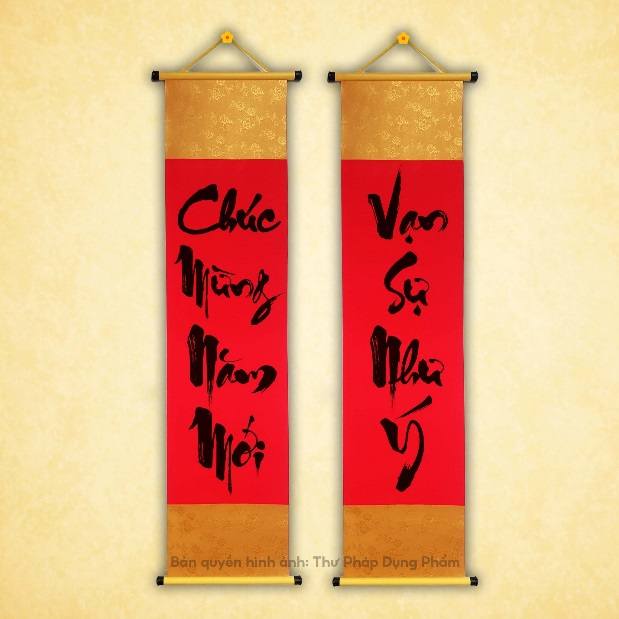 Chúc
Mừng
Năm
Mới
Vạn
Sự
Như
Ý
Bản quyền hình ảnh: Thư Pháp Dụng Phẩm